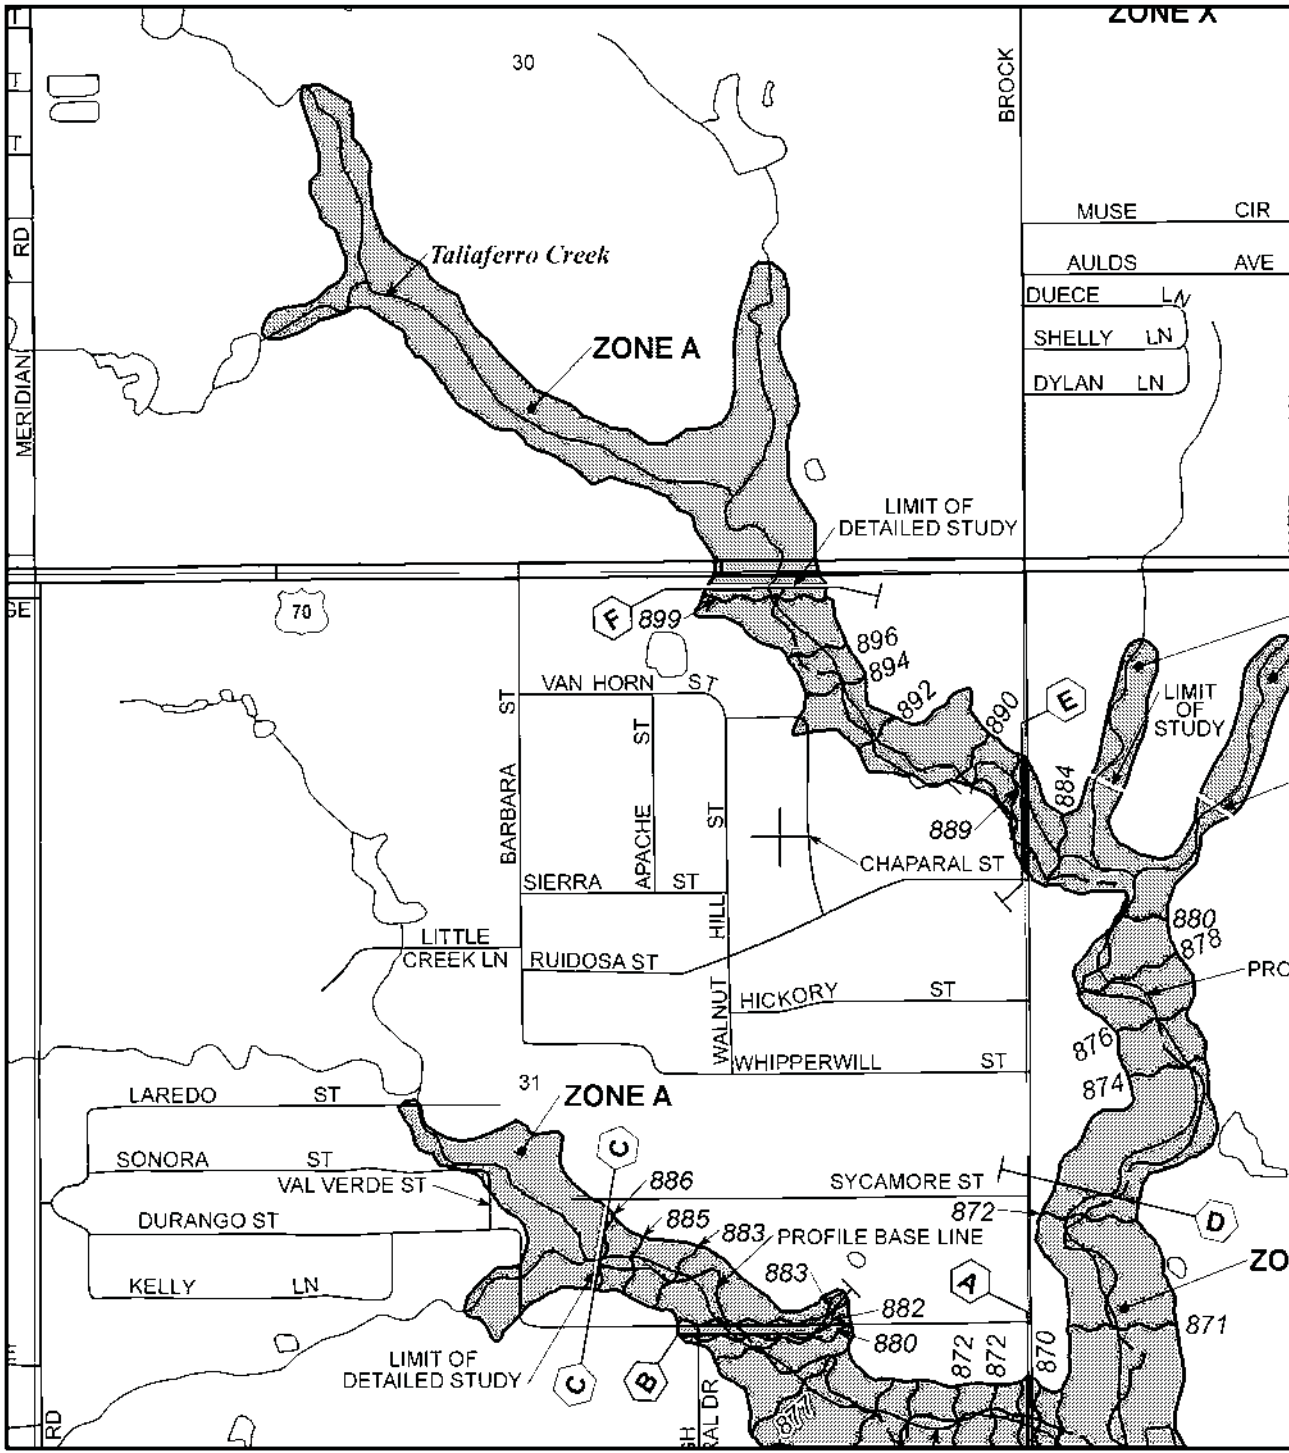 ZONE X
T
30
BROCK
T
T
MUSE CIR
RD
Taliaferro Creek
AULDS AVE
DUECE LN
SHELLY LN
ZONE A
DYLAN LN
MERIDIAN
LIMIT OF
DETAILED STUDY
70
F
899
896
894
VAN HORN ST
ST
892
890
E
LIMIT
OF
STUDY
ST
884
BARBARA
APACHE
ST
889
CHAPARAL ST
SIERRA ST
HILL
880
878
LITTLE
CREEK LN
RUIDOSA ST
PRO
HICKORY ST
WALNUT
876
WHIPPERWILL ST
874
31
ZONE A
LAREDO ST
C
SONORA ST
886
SYCAMORE ST
VAL VERDE ST
872
D
DURANGO ST
885
883
PROFILE BASE LINE
ZO
KELLY LN
883
A
882
871
880
LIMIT OF
DETAILED STUDY
C
B
872
872
870
877
RAL DR
RD